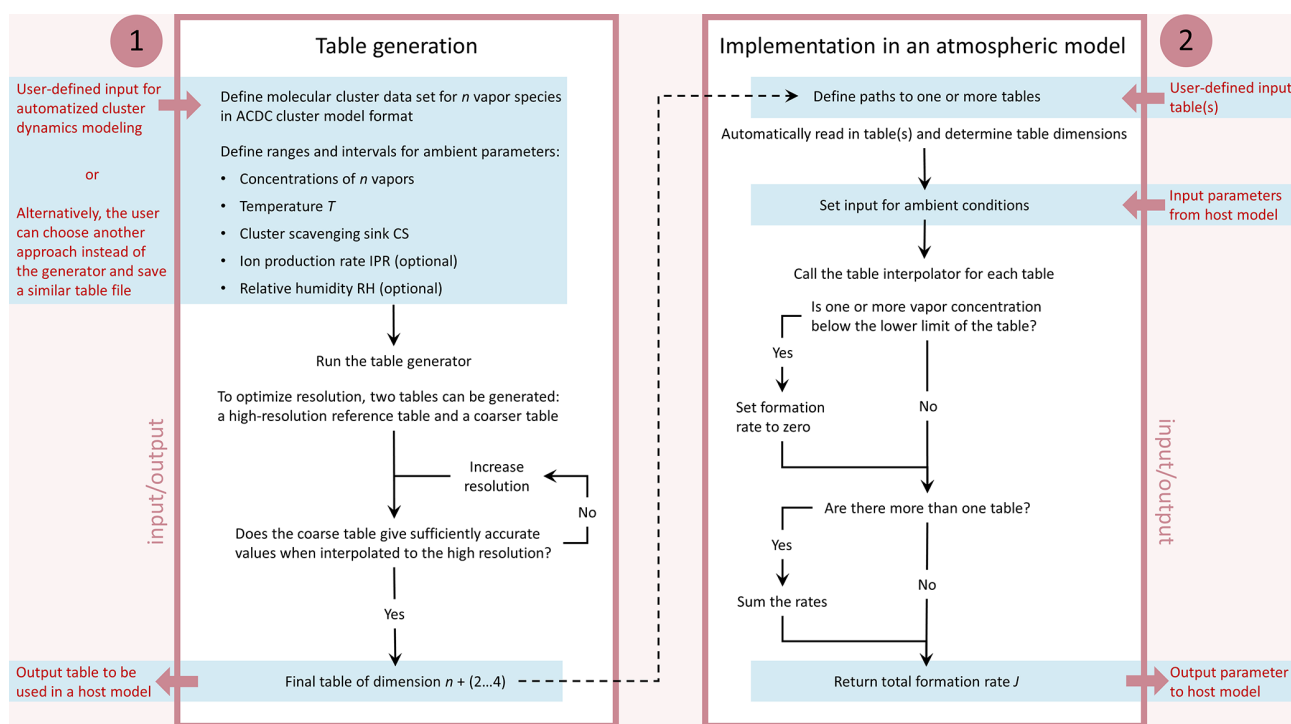 1
Table generation
User-defined input for
automatized cluster
dynamics modeling
or
Alternatively, the user
can choose another
approach instead of
the generator and save
a similar table file
Define molecular cluster data set for n vapor species
in ACDC cluster model format
Define ranges and intervals for ambient parameters:
• Concentrations of n vapors
• Temperature T
• Cluster scavenging sink CS
• Ion production rate IPR (optional)
• Relative humidity RH (optional)
Run the table generator
To optimize resolution, two tables can be generated:
a high-resolution reference table and a coarser table
Increase
resolution
No
Does the coarse table give sufficiently accurate
values when interpolated to the high resolution?
Yes
input/output
Output table to be
used in a host model
Final table of dimension n + (2...4)
Implementation in an atmospheric model
2
Define paths to one or more tables
User-defined input
table(s)
Automatically read in table(s) and determine table dimensions
Set input for ambient conditions
Input parameters
from host model
Call the table interpolator for each table
Is one or more vapor concentration
below the lower limit of the table?
Yes
Set formation
rate to zero
No
Are there more than one table?
Yes
Sum the rates
No
input/output
Return total formation rate J
Output parameter
to host model